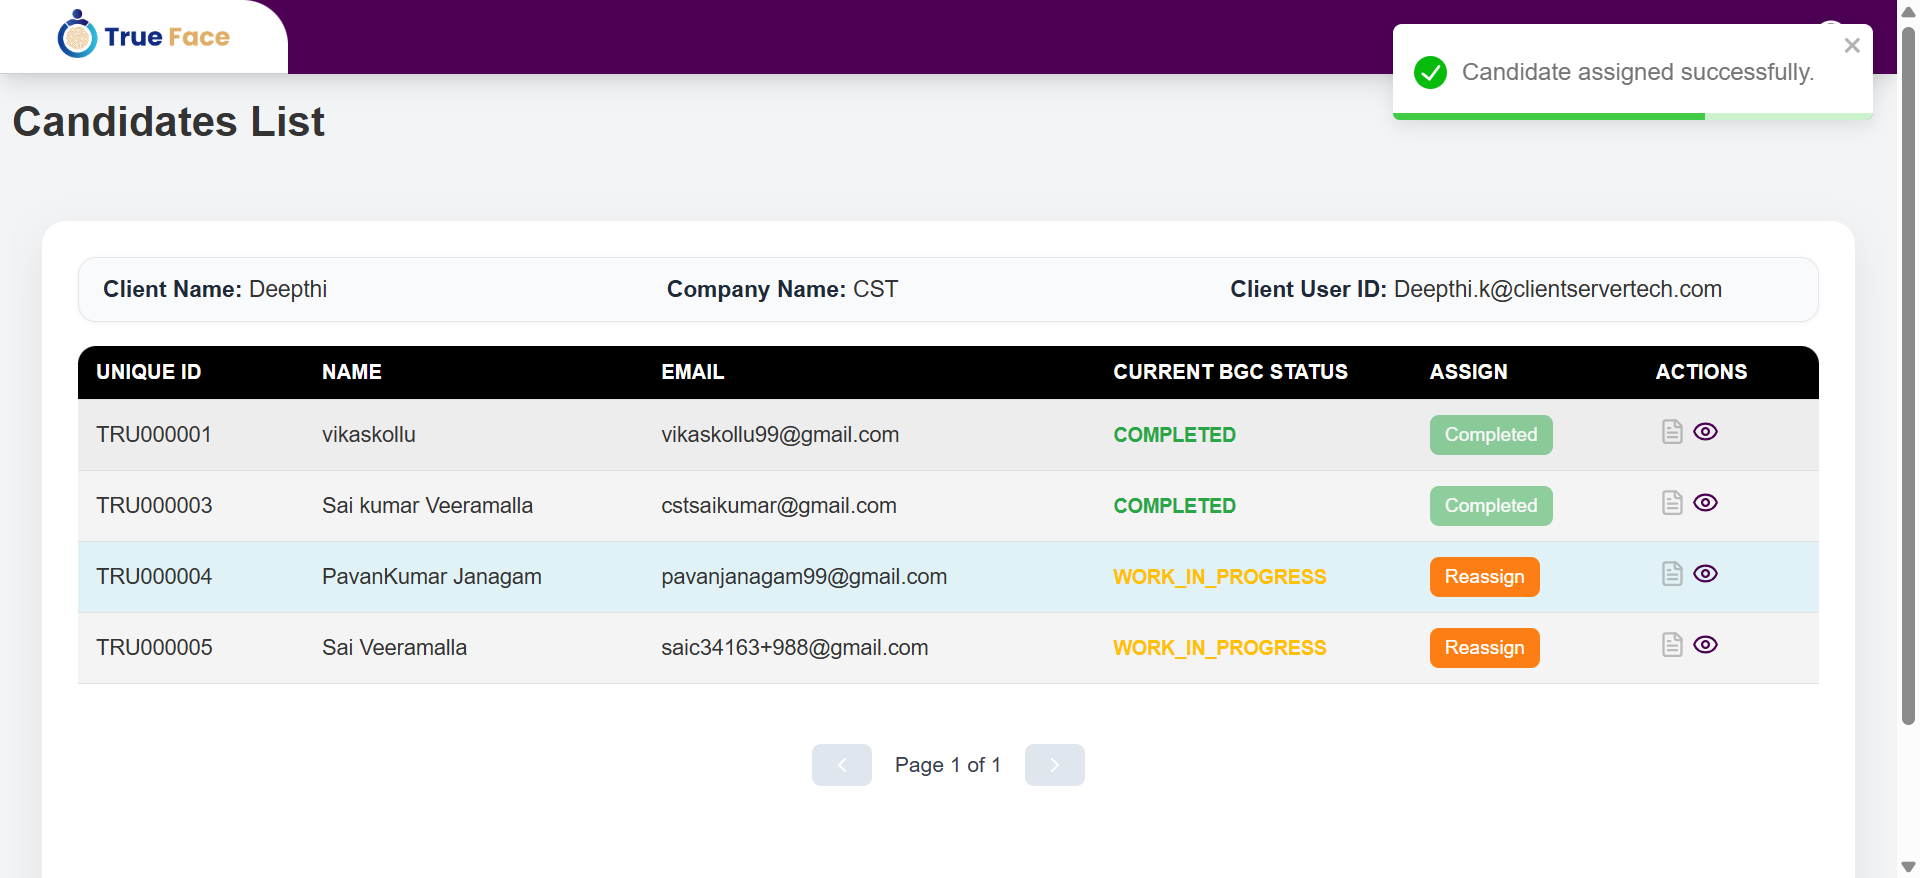 True Face
Candidate assigned successfully.
Candidates List
Client Name: Deepthi Company Name: CST Client User ID: Deepthi.k@clientservertech.com
UNIQUE ID NAME EMAIL CURRENT BGC STATUS ASSIGN ACTIONS
TRU000001 vikaskollu vikaskollu99@gmail.com COMPLETED Completed
TRU000003 Sai kumar Veeramalla cstsaikumar@gmail.com COMPLETED Completed
TRU000004 PavanKumar Janagam pavanjanagam99@gmail.com WORK_IN_PROGRESS Reassign
TRU000005 Sai Veeramalla saic34163+988@gmail.com WORK_IN_PROGRESS Reassign
Page 1 of 1